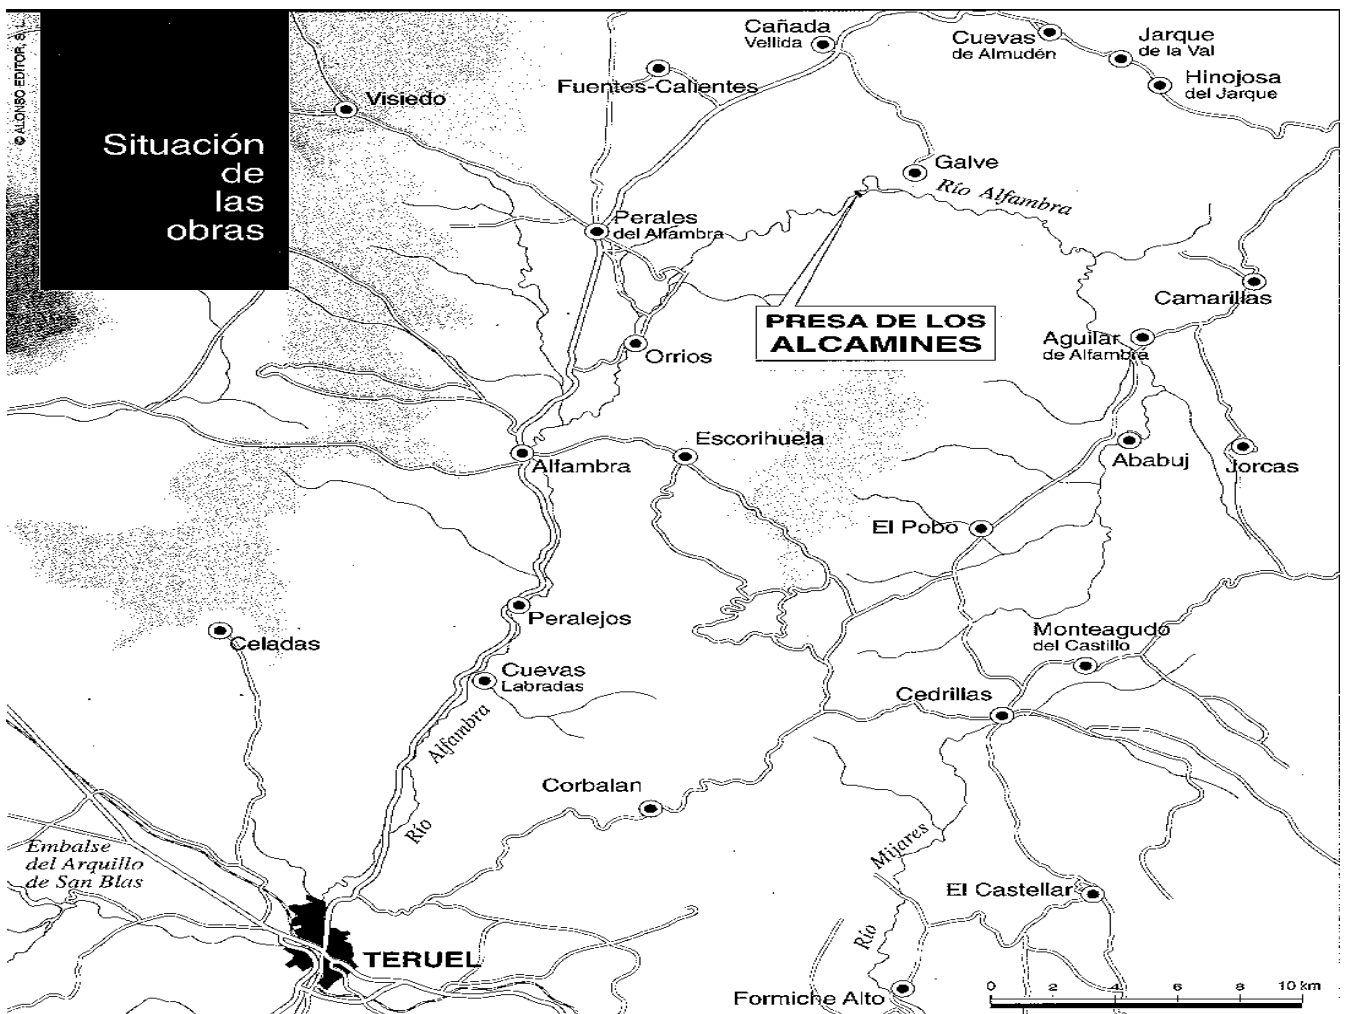 © ALONSO EDITOR, S. L.
Situación
de
las
obras
Cañada
Vellida
Cuevas
de Almudén
Jarque
de la Val
Hinojosa
del Jarque
Fuentes-Calientes
Visiedo
Galve
Río Alfambra
Perales
del Alfambra
Camarillas
PRESA DE LOS
ALCAMINES
Aguilar
de Alfambra
Orrios
Escorihuela
Alfambra
Ababuj
Jorcas
El Pobo
Peralejos
Celadas
Monteagudo
del Castillo
Cuevas
Labradas
Cedrillas
Alfambra
Río
Corbalan
Mijares
Río
Embalse
del Arquillo
de San Blas
El Castellar
TERUEL
Formiche Alto
0 2 4 6 8 10 km